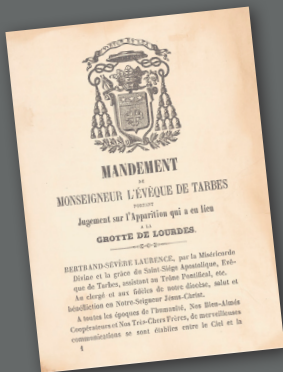 MANDEMENT
DE
MONSEIGNEUR L'ÉVÊQUE DE TARBES
PORTANT
Jugement sur l'Apparition qui a eu lieu
A LA
GROTTE DE LOURDES.
BERTRAND-SÉVÈRE LAURENCE, par la Miséricorde
Divine et la grâce du Saint-Siége Apostolique, Evê-
que de Tarbes, assistant au Trône Pontifical, etc.
Au clergé et aux fidèles de notre diocèse, salut et
bénédiction en Notre-Seigneur Jésus-Christ.
A toutes les époques de l'humanité, Nos Bien-Aimés
Coopérateurs et Nos Très-Chers Frères, de merveilleuses
communications se sont établies entre le Ciel et la
1